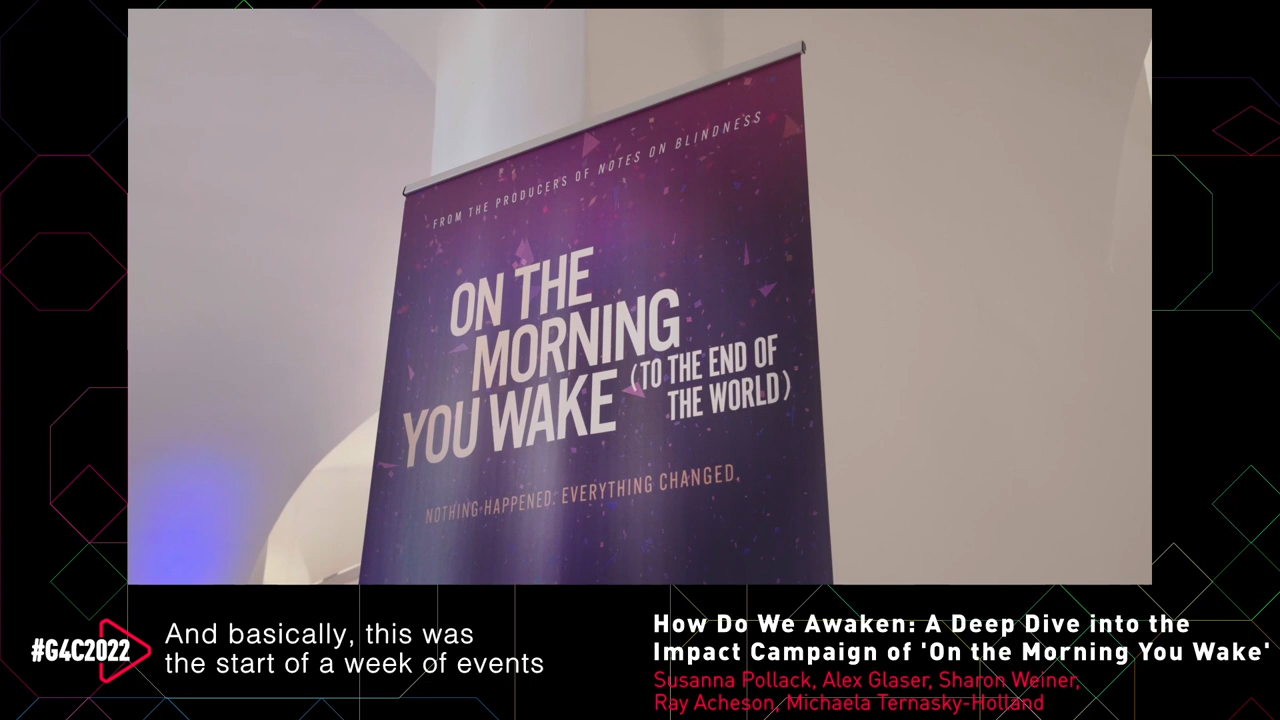 FROM THE PRODUCERS OF NOTES ON BLINDNESS
ON THE
MORNING
YOU WAKE
(TO THE END OF
THE WORLD)
NOTHING HAPPENED. EVERYTHING CHANGED.
#G4C2022
And basically, this was
the start of a week of events
How Do We Awaken: A Deep Dive into the
Impact Campaign of 'On the Morning You Wake'
Susanna Pollack, Alex Glaser, Sharon Weiner,
Ray Acheson, Michaela Ternasky-Holland